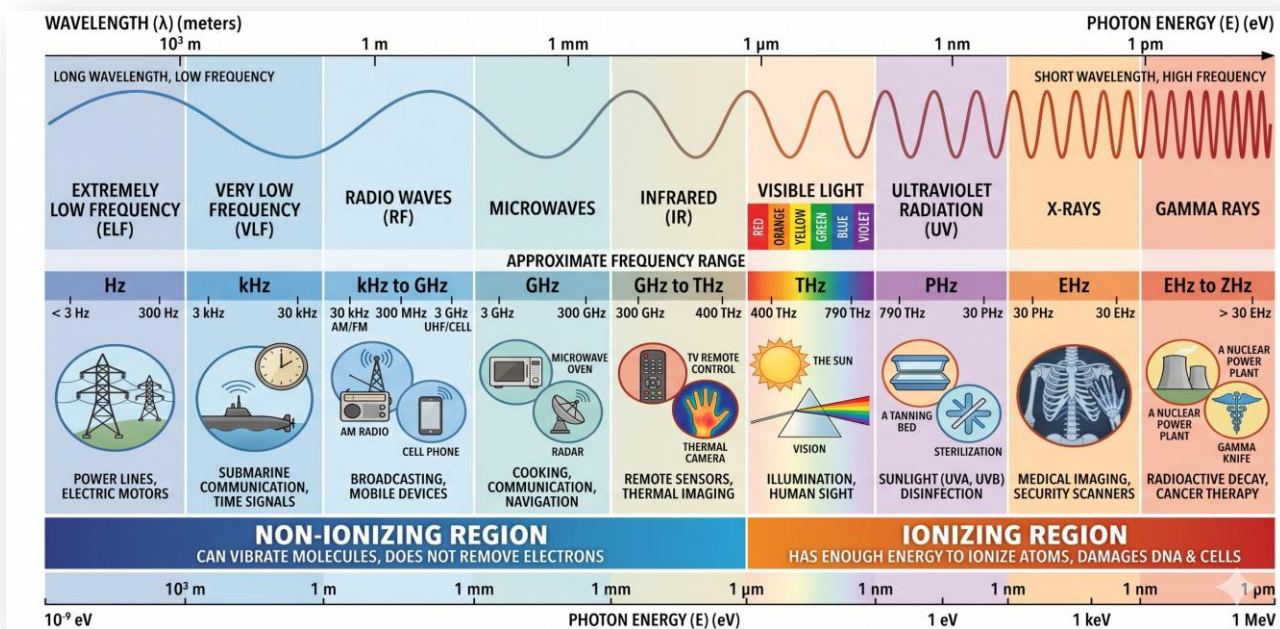 WAVELENGTH (λ) (meters)
PHOTON ENERGY (E) (eV)
10³ m
1 m
1 mm
1 µm
1 nm
1 pm
LONG WAVELENGTH, LOW FREQUENCY
SHORT WAVELENGTH, HIGH FREQUENCY
EXTREMELY
LOW FREQUENCY
(ELF)
VERY LOW
FREQUENCY
(VLF)
RADIO WAVES
(RF)
MICROWAVES
INFRARED
(IR)
VISIBLE LIGHT
RED
ORANGE
YELLOW
GREEN
BLUE
VIOLET
ULTRAVIOLET
RADIATION
(UV)
X-RAYS
GAMMA RAYS
APPROXIMATE FREQUENCY RANGE
Hz
kHz
kHz to GHz
GHz
GHz to THz
THz
PHz
EHz
EHz to ZHz
< 3 Hz
300 Hz
3 kHz
30 kHz
30 kHz
AM/FM
300 MHz
3 GHz
UHF/CELL
3 GHz
300 GHz
300 GHz
400 THz
400 THz
790 THz
790 THz
30 PHz
30 PHz
30 EHz
> 30 EHz
AM RADIO
CELL PHONE
MICROWAVE
OVEN
RADAR
TV REMOTE
CONTROL
THERMAL
CAMERA
THE SUN
VISION
A TANNING
BED
STERILIZATION
A NUCLEAR
POWER
PLANT
A NUCLEAR
POWER
PLANT
GAMMA
KNIFE
POWER LINES,
ELECTRIC MOTORS
SUBMARINE
COMMUNICATION,
TIME SIGNALS
BROADCASTING,
MOBILE DEVICES
COOKING,
COMMUNICATION,
NAVIGATION
REMOTE SENSORS,
THERMAL IMAGING
ILLUMINATION,
HUMAN SIGHT
SUNLIGHT (UVA, UVB)
DISINFECTION
MEDICAL IMAGING,
SECURITY SCANNERS
RADIOACTIVE DECAY,
CANCER THERAPY
NON-IONIZING REGION
CAN VIBRATE MOLECULES, DOES NOT REMOVE ELECTRONS
IONIZING REGION
HAS ENOUGH ENERGY TO IONIZE ATOMS, DAMAGES DNA & CELLS
10³ m
1 m
1 mm
1 mm
1 µm
1 nm
1 nm
1 nm
1 pm
10⁻⁹ eV
PHOTON ENERGY (E) (eV)
1 eV
1 keV
1 MeV